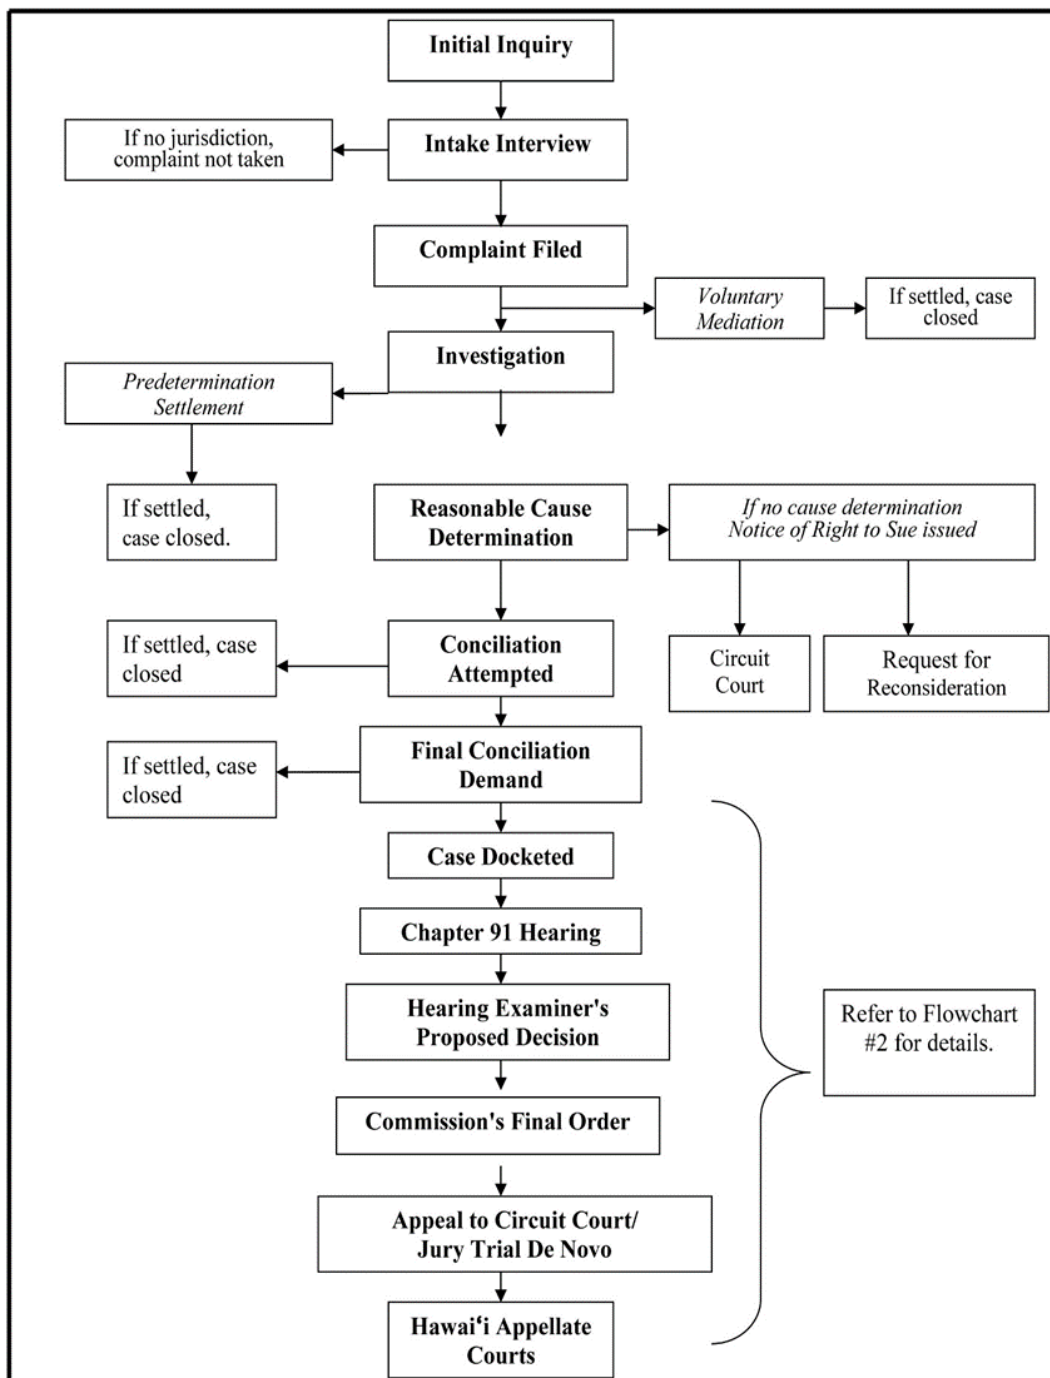 Initial Inquiry
If no jurisdiction,
complaint not taken
Intake Interview
Complaint Filed
Voluntary
Mediation
If settled, case
closed
Investigation
Predetermination
Settlement
If settled,
case closed.
Reasonable Cause
Determination
If no cause determination
Notice of Right to Sue issued
If settled, case
closed
Conciliation
Attempted
Circuit
Court
Request for
Reconsideration
If settled, case
closed
Final Conciliation
Demand
Case Docketed
Chapter 91 Hearing
Hearing Examiner's
Proposed Decision
Refer to Flowchart
#2 for details.
Commission's Final Order
Appeal to Circuit Court/
Jury Trial De Novo
Hawaiʻi Appellate
Courts